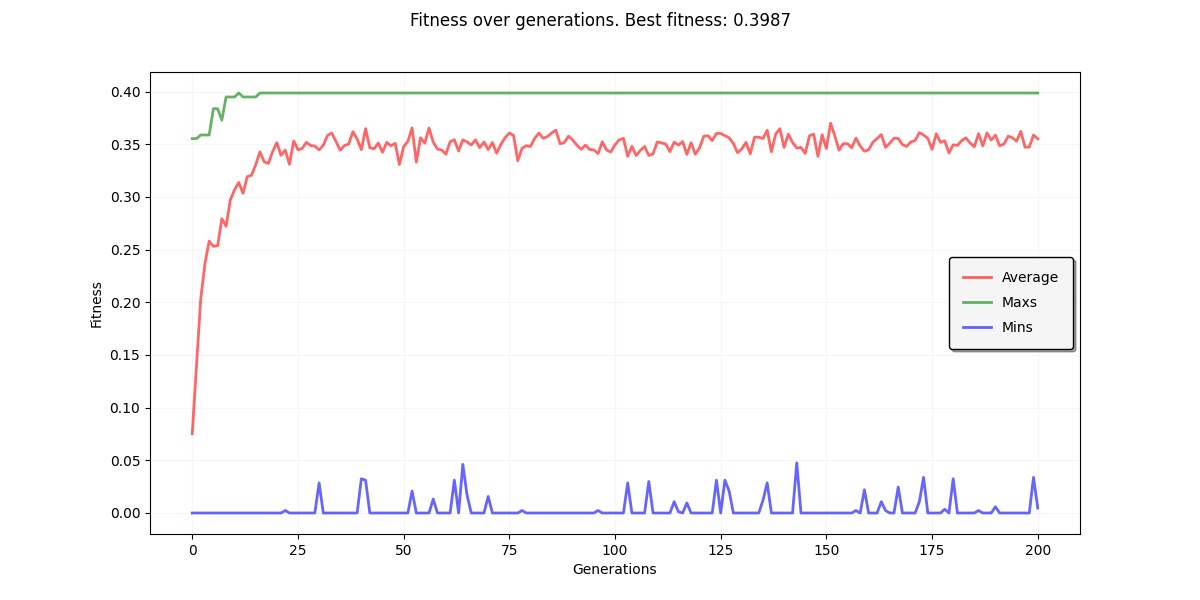 Fitness over generations. Best fitness: 0.3987
0.40
0.35
0.30
0.25
0.20
0.15
0.10
0.05
0.00
Fitness
Average
Maxs
Mins
0 25 50 75 100 125 150 175 200
Generations